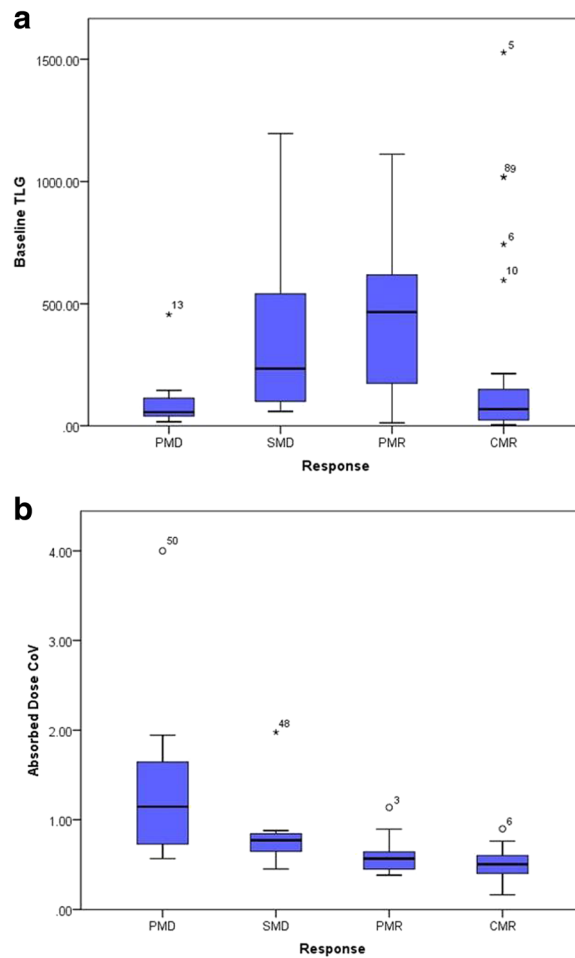 a
1500.00
1000.00
500.00
.00
Baseline TLG
5
89
6
10
13
PMD SMD PMR CMR
Response
b
4.00
3.00
2.00
1.00
.00
Absorbed Dose CoV
50
48
3
6
PMD SMD PMR CMR
Response